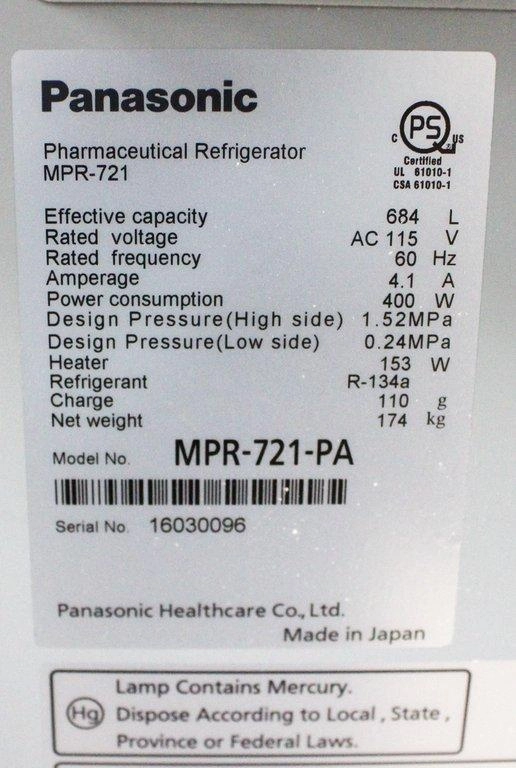 Panasonic
Pharmaceutical Refrigerator
MPR-721
C PS US
Certified
UL 61010-1
CSA 61010-1
Effective capacity 684 L
Rated voltage AC 115 V
Rated frequency 60 Hz
Amperage 4.1 A
Power consumption 400 W
Design Pressure(High side) 1.52MPa
Design Pressure(Low side) 0.24MPa
Heater 153 W
Refrigerant R-134a
Charge 110 g
Net weight 174 kg
Model No. MPR-721-PA
Serial No. 16030096
Panasonic Healthcare Co., Ltd.
Made in Japan
Lamp Contains Mercury.
Hg Dispose According to Local , State ,
Province or Federal Laws.